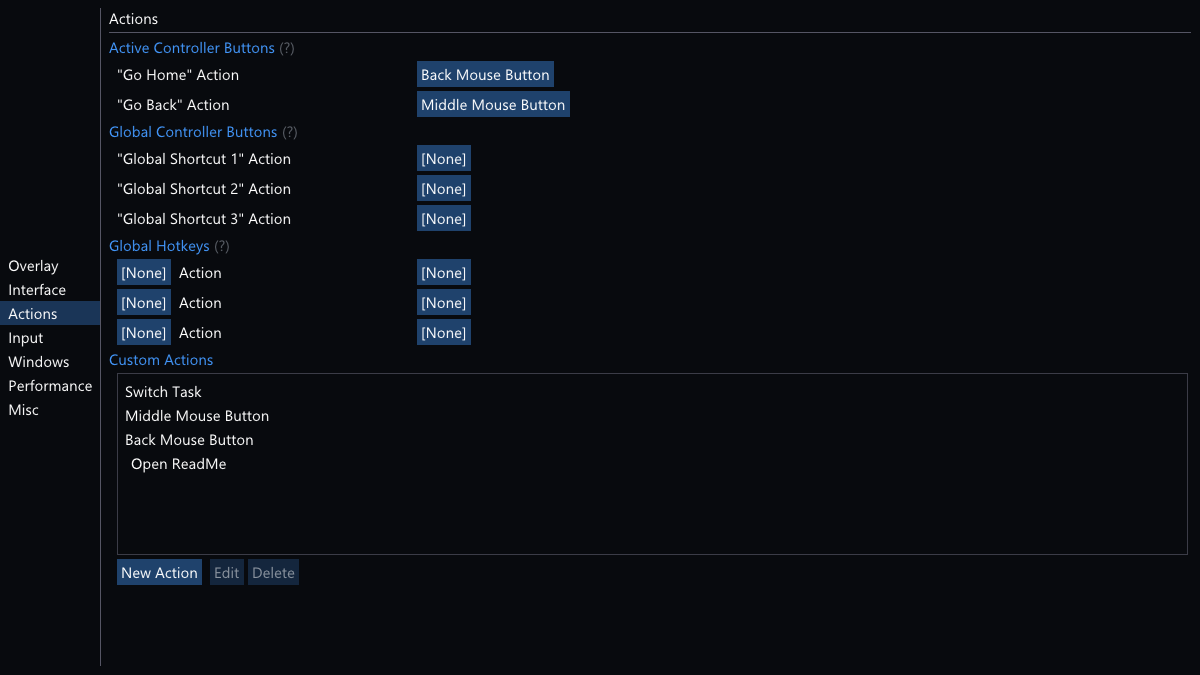 Actions
Active Controller Buttons (?)
"Go Home" Action Back Mouse Button
"Go Back" Action Middle Mouse Button
Global Controller Buttons (?)
"Global Shortcut 1" Action [None]
"Global Shortcut 2" Action [None]
"Global Shortcut 3" Action [None]
Global Hotkeys (?)
[None] Action [None]
[None] Action [None]
[None] Action [None]
Custom Actions
Switch Task
Middle Mouse Button
Back Mouse Button
Open ReadMe
New Action Edit Delete
Overlay
Interface
Actions
Input
Windows
Performance
Misc